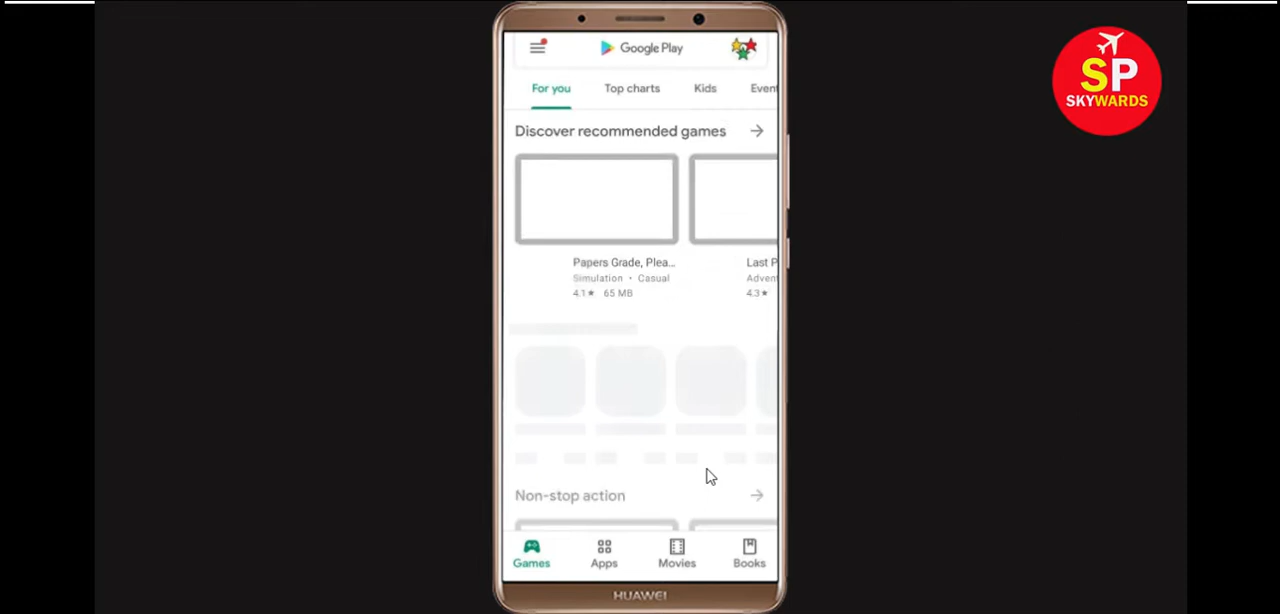 Google Play
SP
SKYWARDS
For you
Top charts
Kids
Event
Discover recommended games
Papers Grade, Plea...
Last P
Simulation • Casual
Adven
4.1★ 65 MB
4.3★
Non-stop action
Games
Apps
Movies
Books
HUAWEI